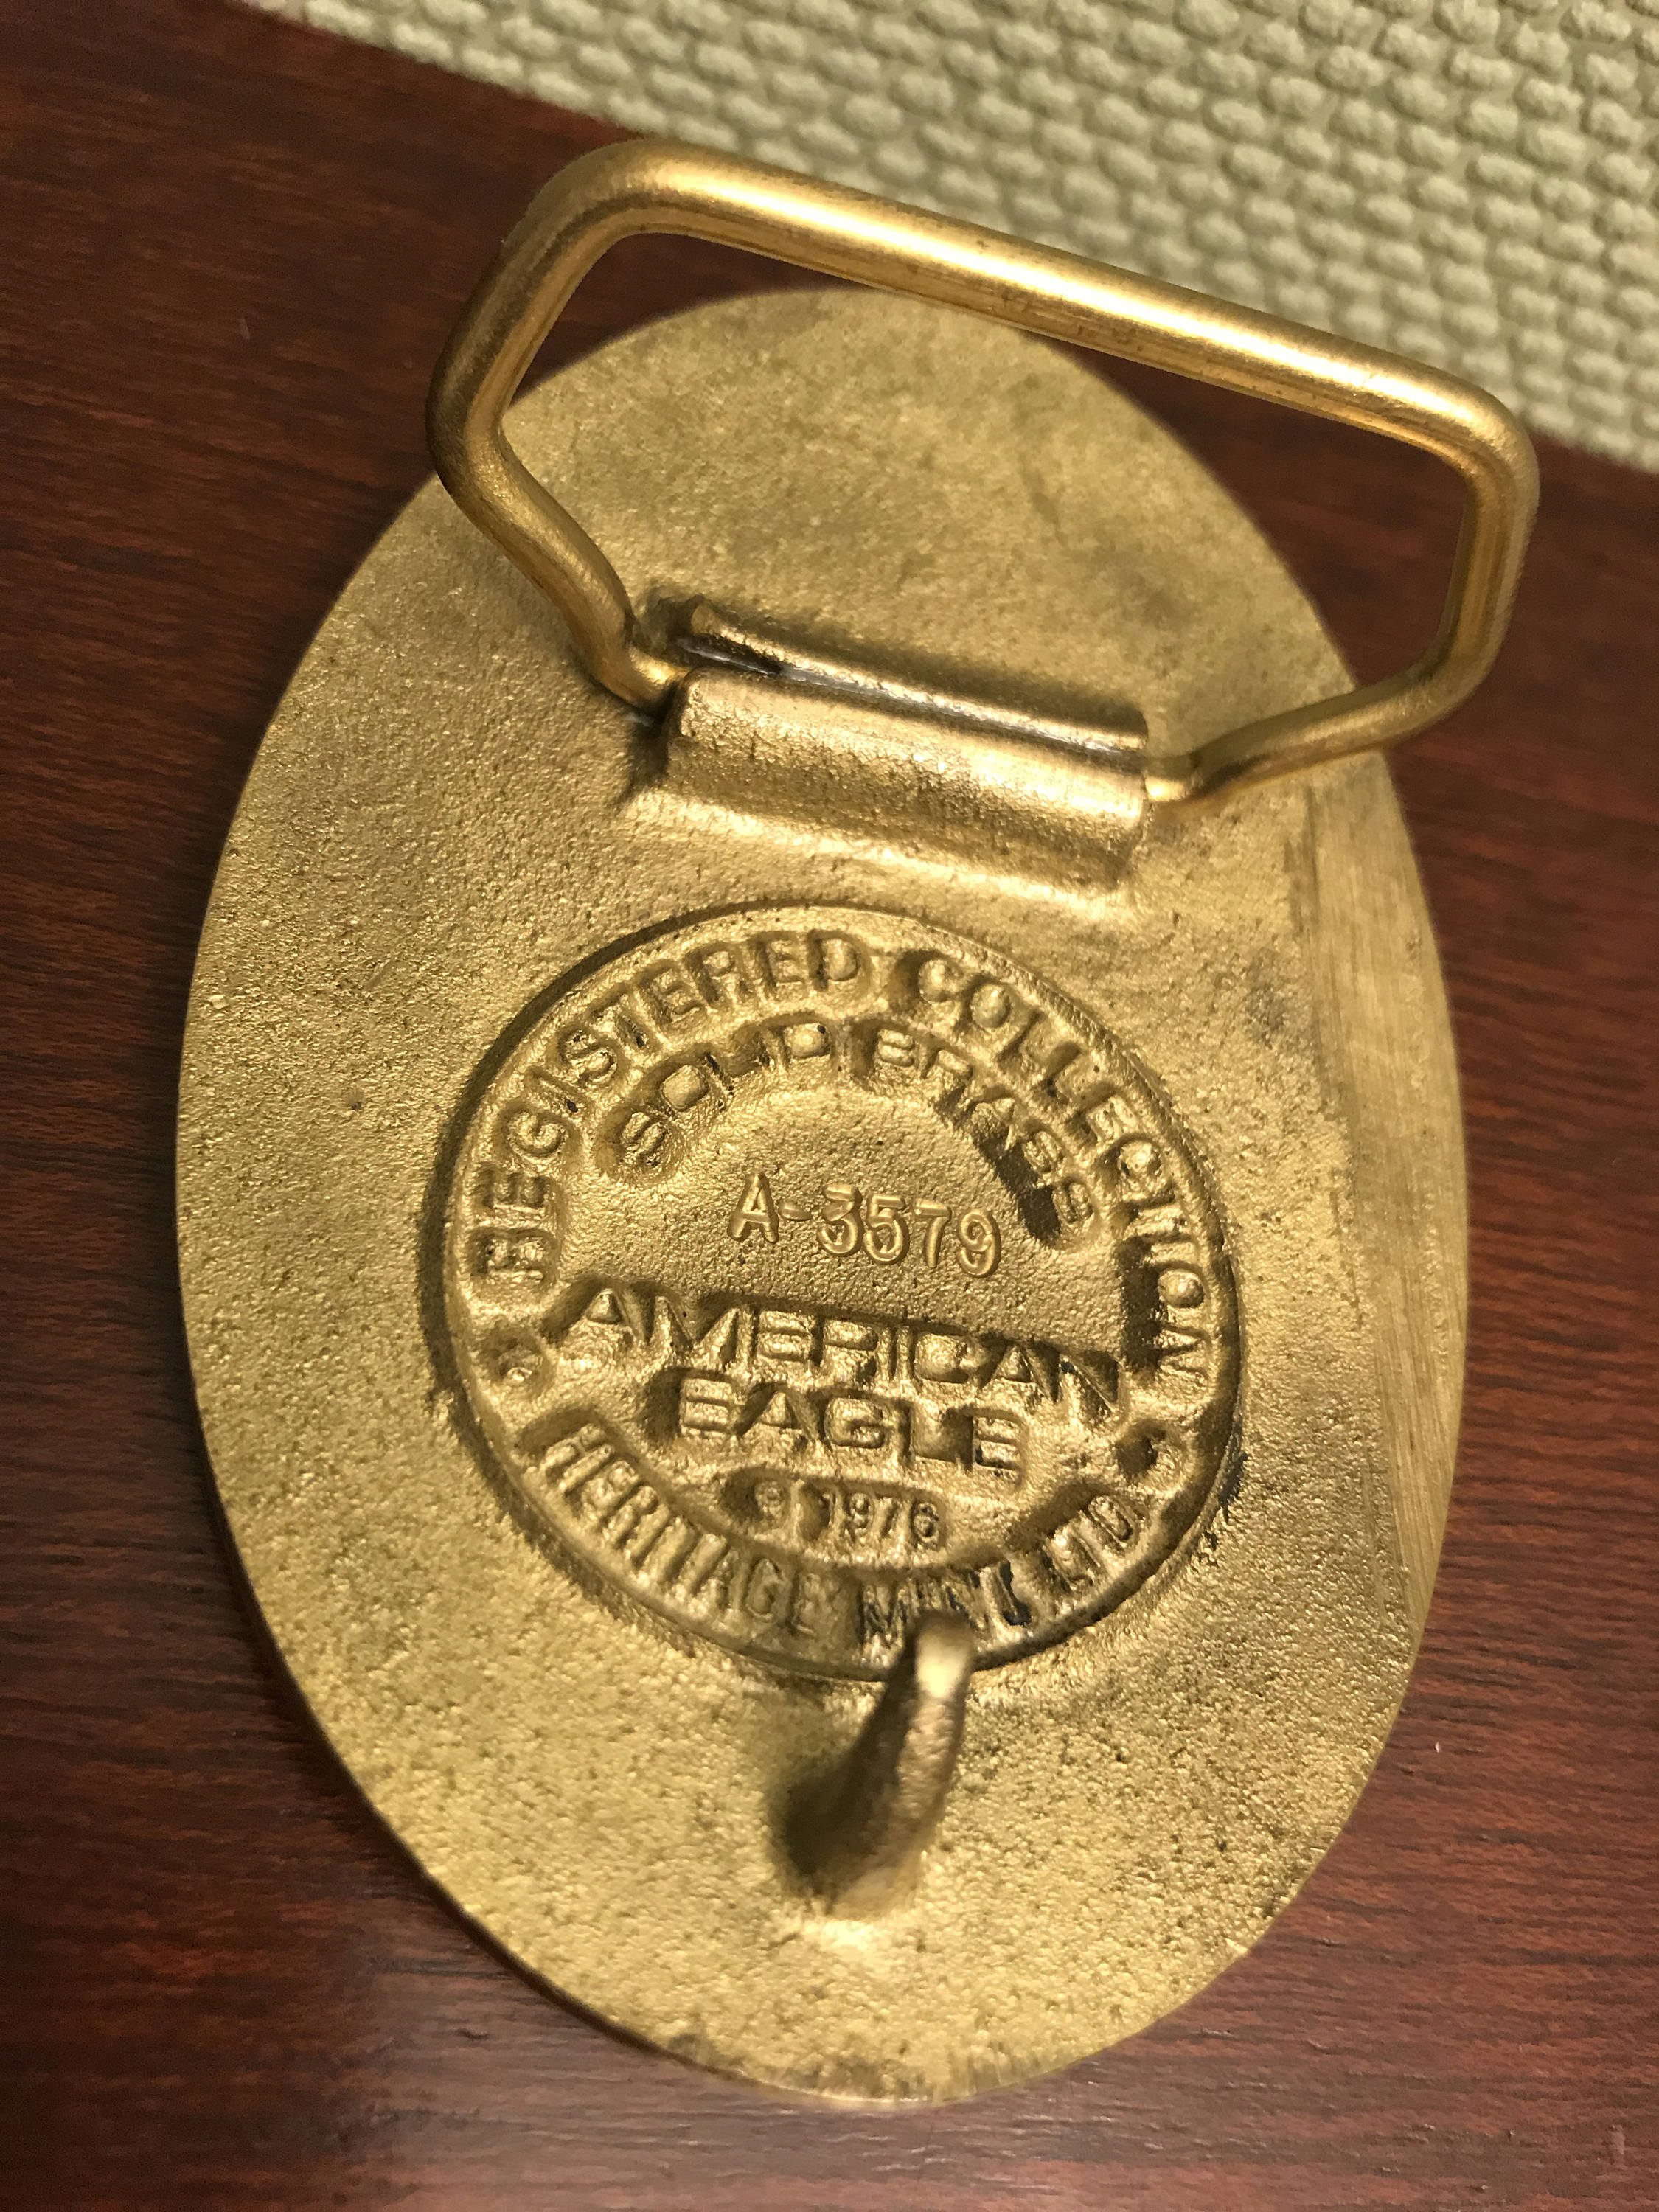 REGISTERED COLLECTION
SOLID BRASS
A-3579
AMERICAN
EAGLE
© 1976
HERITAGE MINT LTD.